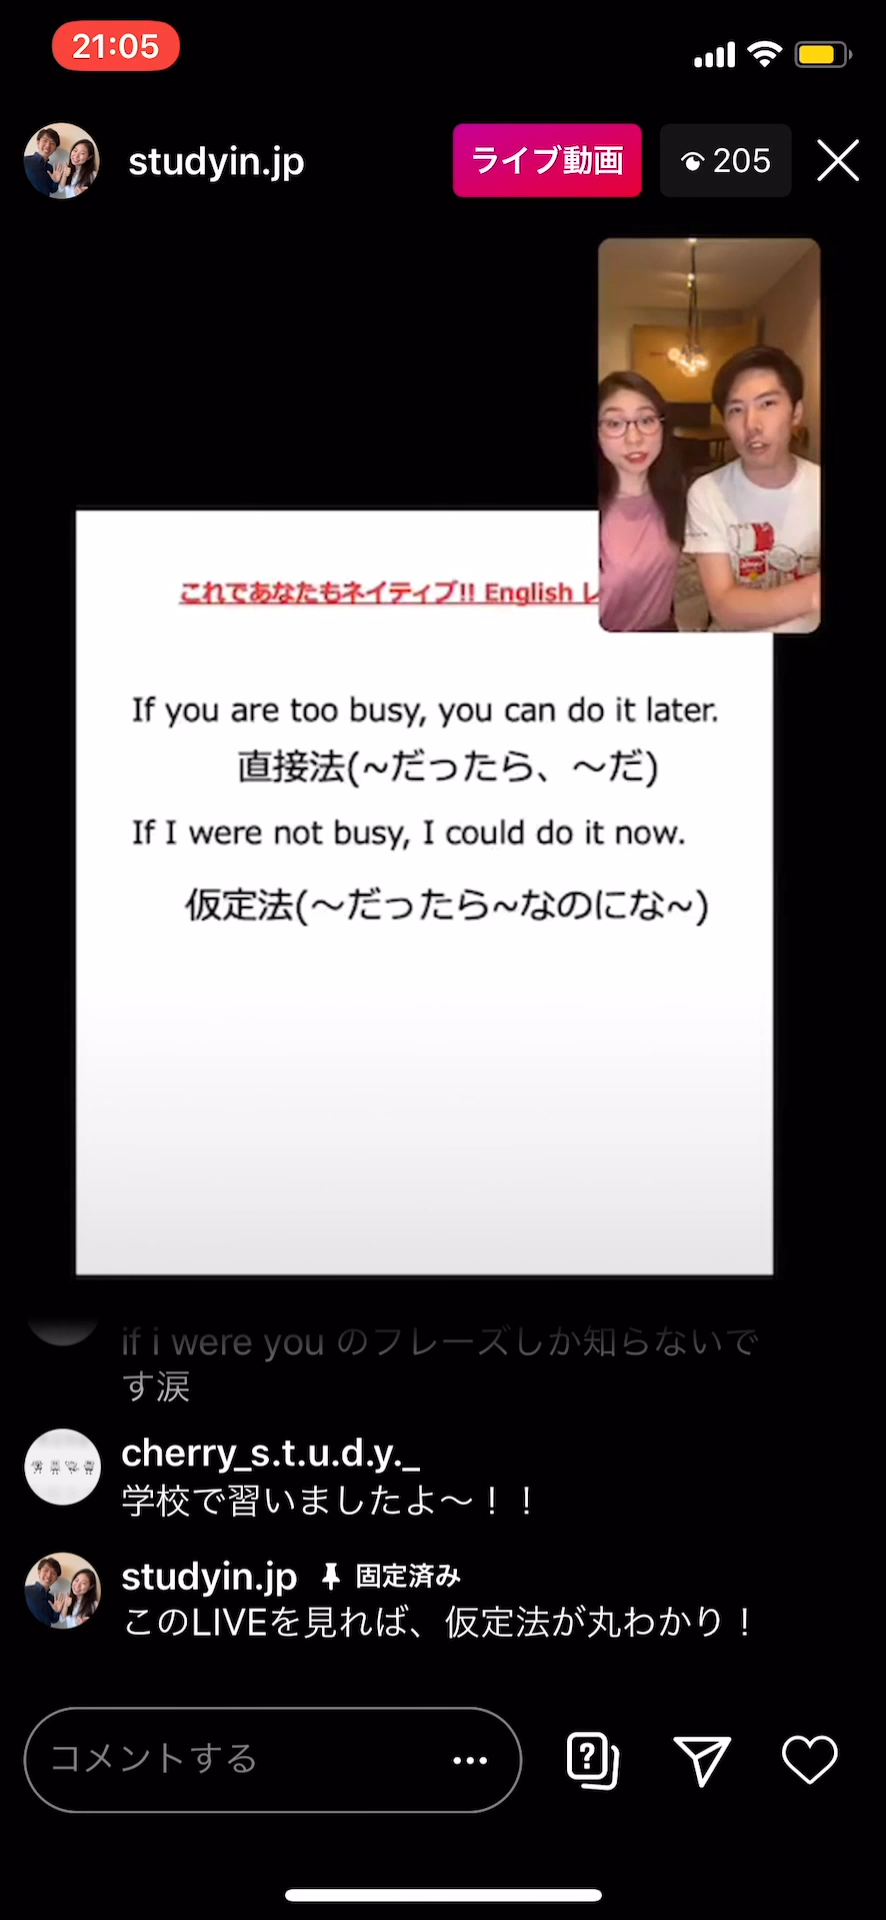 21:05
studyin.jp
ライブ動画
205
これであなたもネイティブ!! English レ
If you are too busy, you can do it later.
直接法(~だったら、～だ)
If I were not busy, I could do it now.
仮定法(～だったら~なのにな~)
if i were you のフレーズしか知らないで
す涙
cherry_s.t.u.d.y._
学校で習いましたよ〜！！
studyin.jp 固定済み
このLIVEを見れば、仮定法が丸わかり！
コメントする